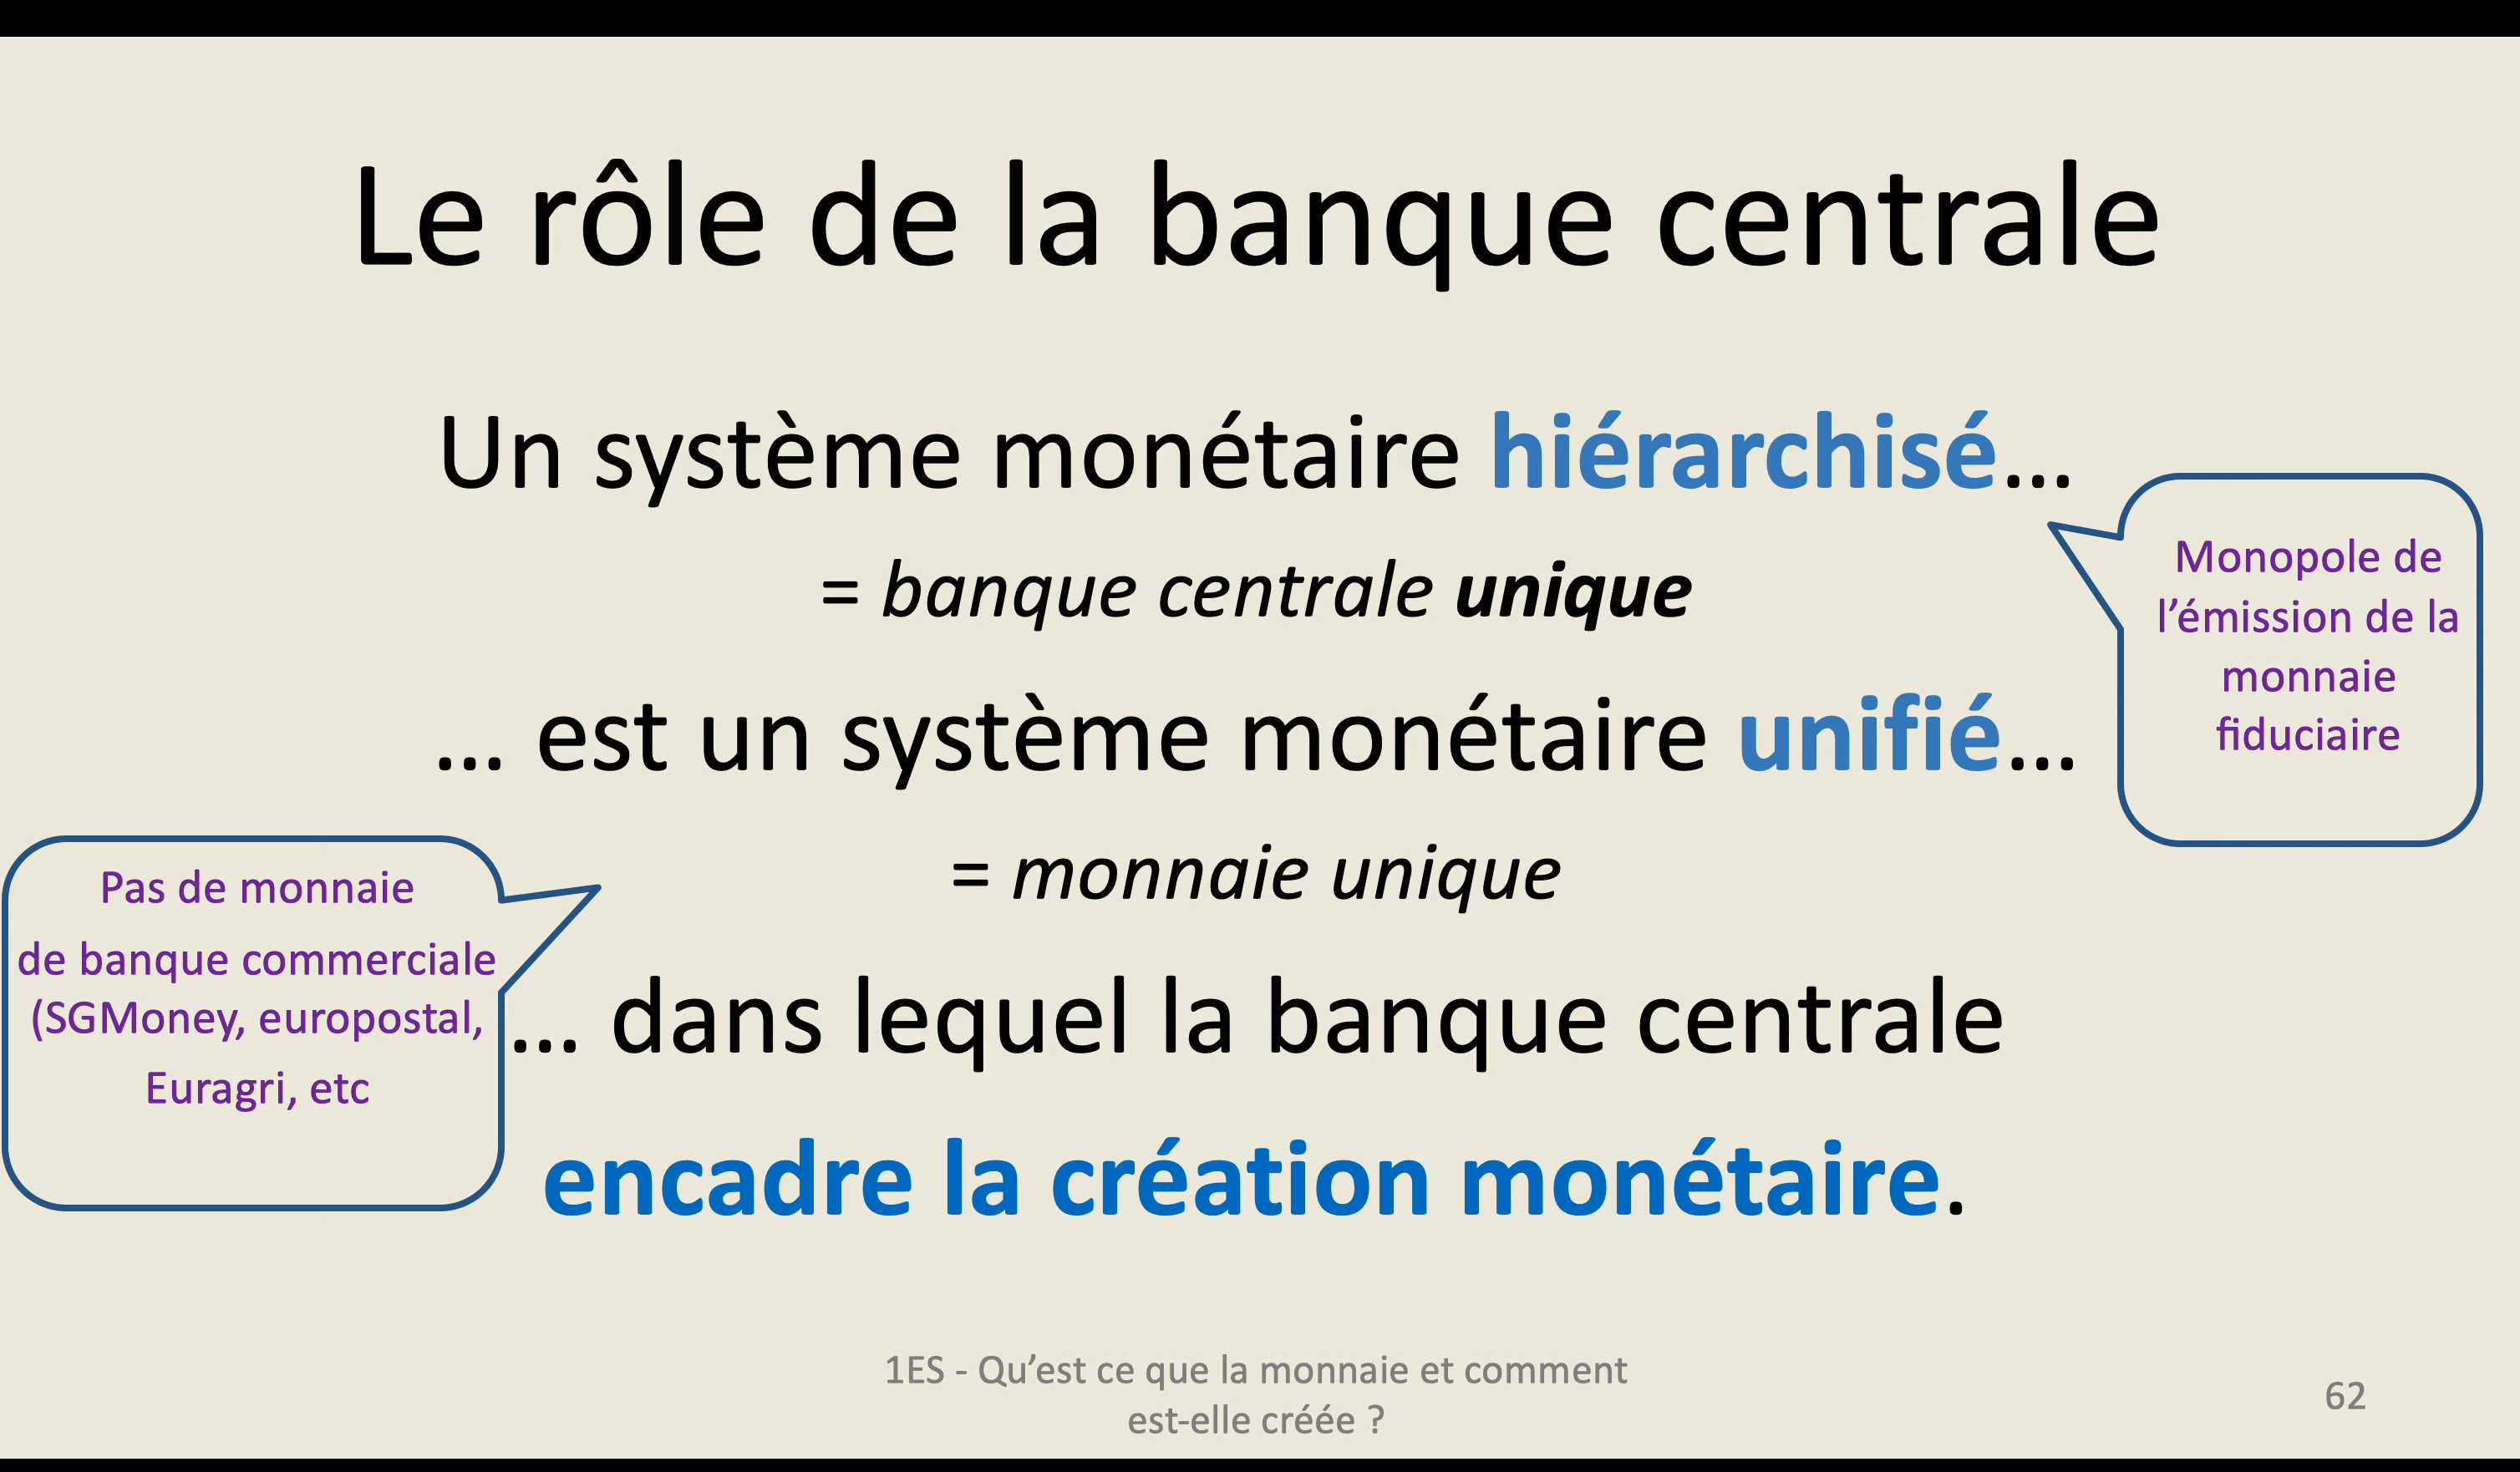 Le rôle de la banque centrale
Un système monétaire hiérarchisé…
= banque centrale unique
Monopole de
l’émission de la
monnaie
fiduciaire
… est un système monétaire unifié…
= monnaie unique
Pas de monnaie
de banque commerciale
(SGMoney, europostal,
Euragri, etc
… dans lequel la banque centrale
encadre la création monétaire.
1ES - Qu’est ce que la monnaie et comment
est-elle créée ?
62